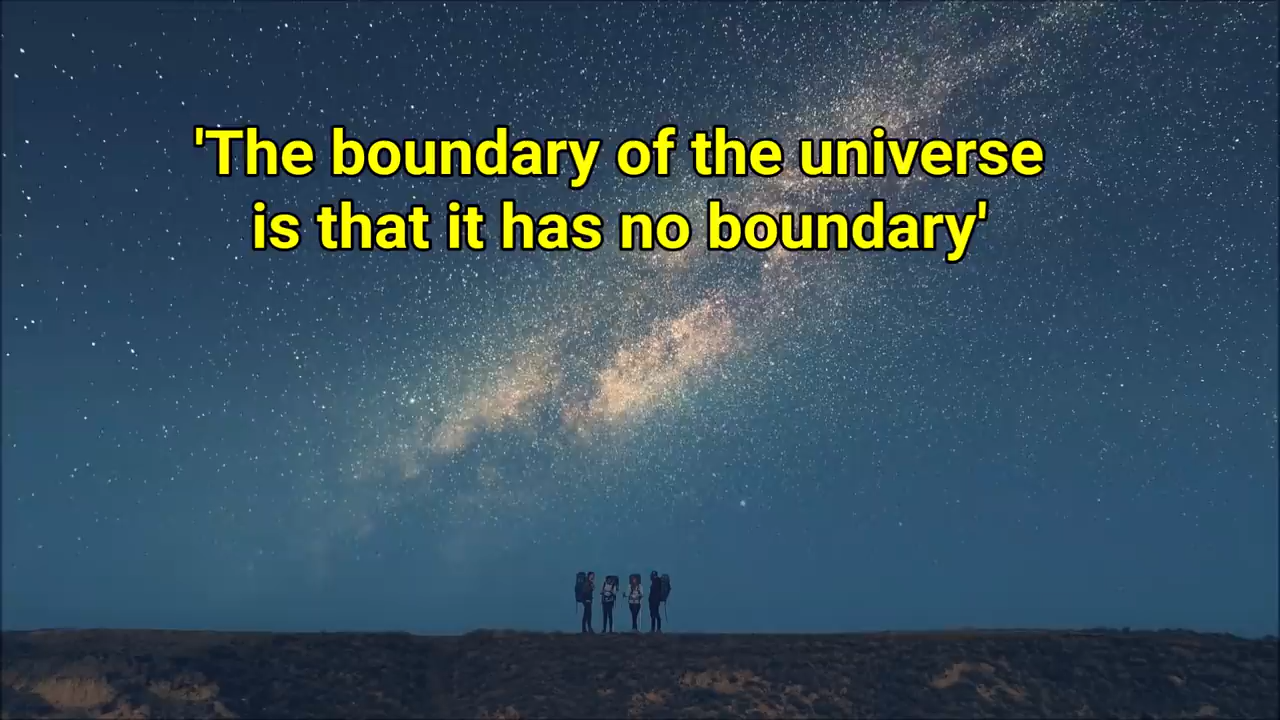 'The boundary of the universe
is that it has no boundary'